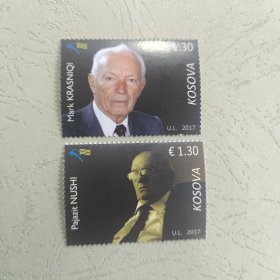 Mark KRASNIQI
1.30
KOSOVA
U.L. 2017
Pajazit NUSHI
€ 1.30
KOSOVA
U.L. 2017